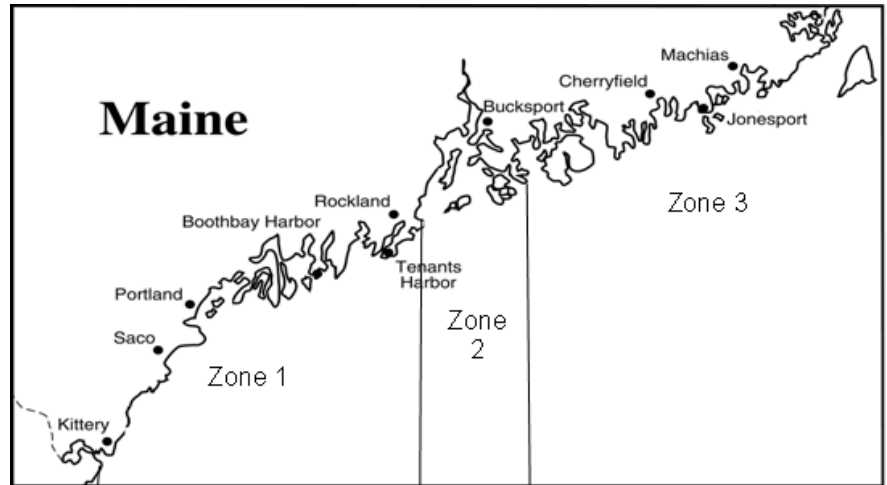 Machias
Cherryfield
Maine
Bucksport
Jonesport
Rockland
Zone 3
Boothbay Harbor
Tenants
Harbor
Portland
Zone
2
Saco
Zone 1
Kittery